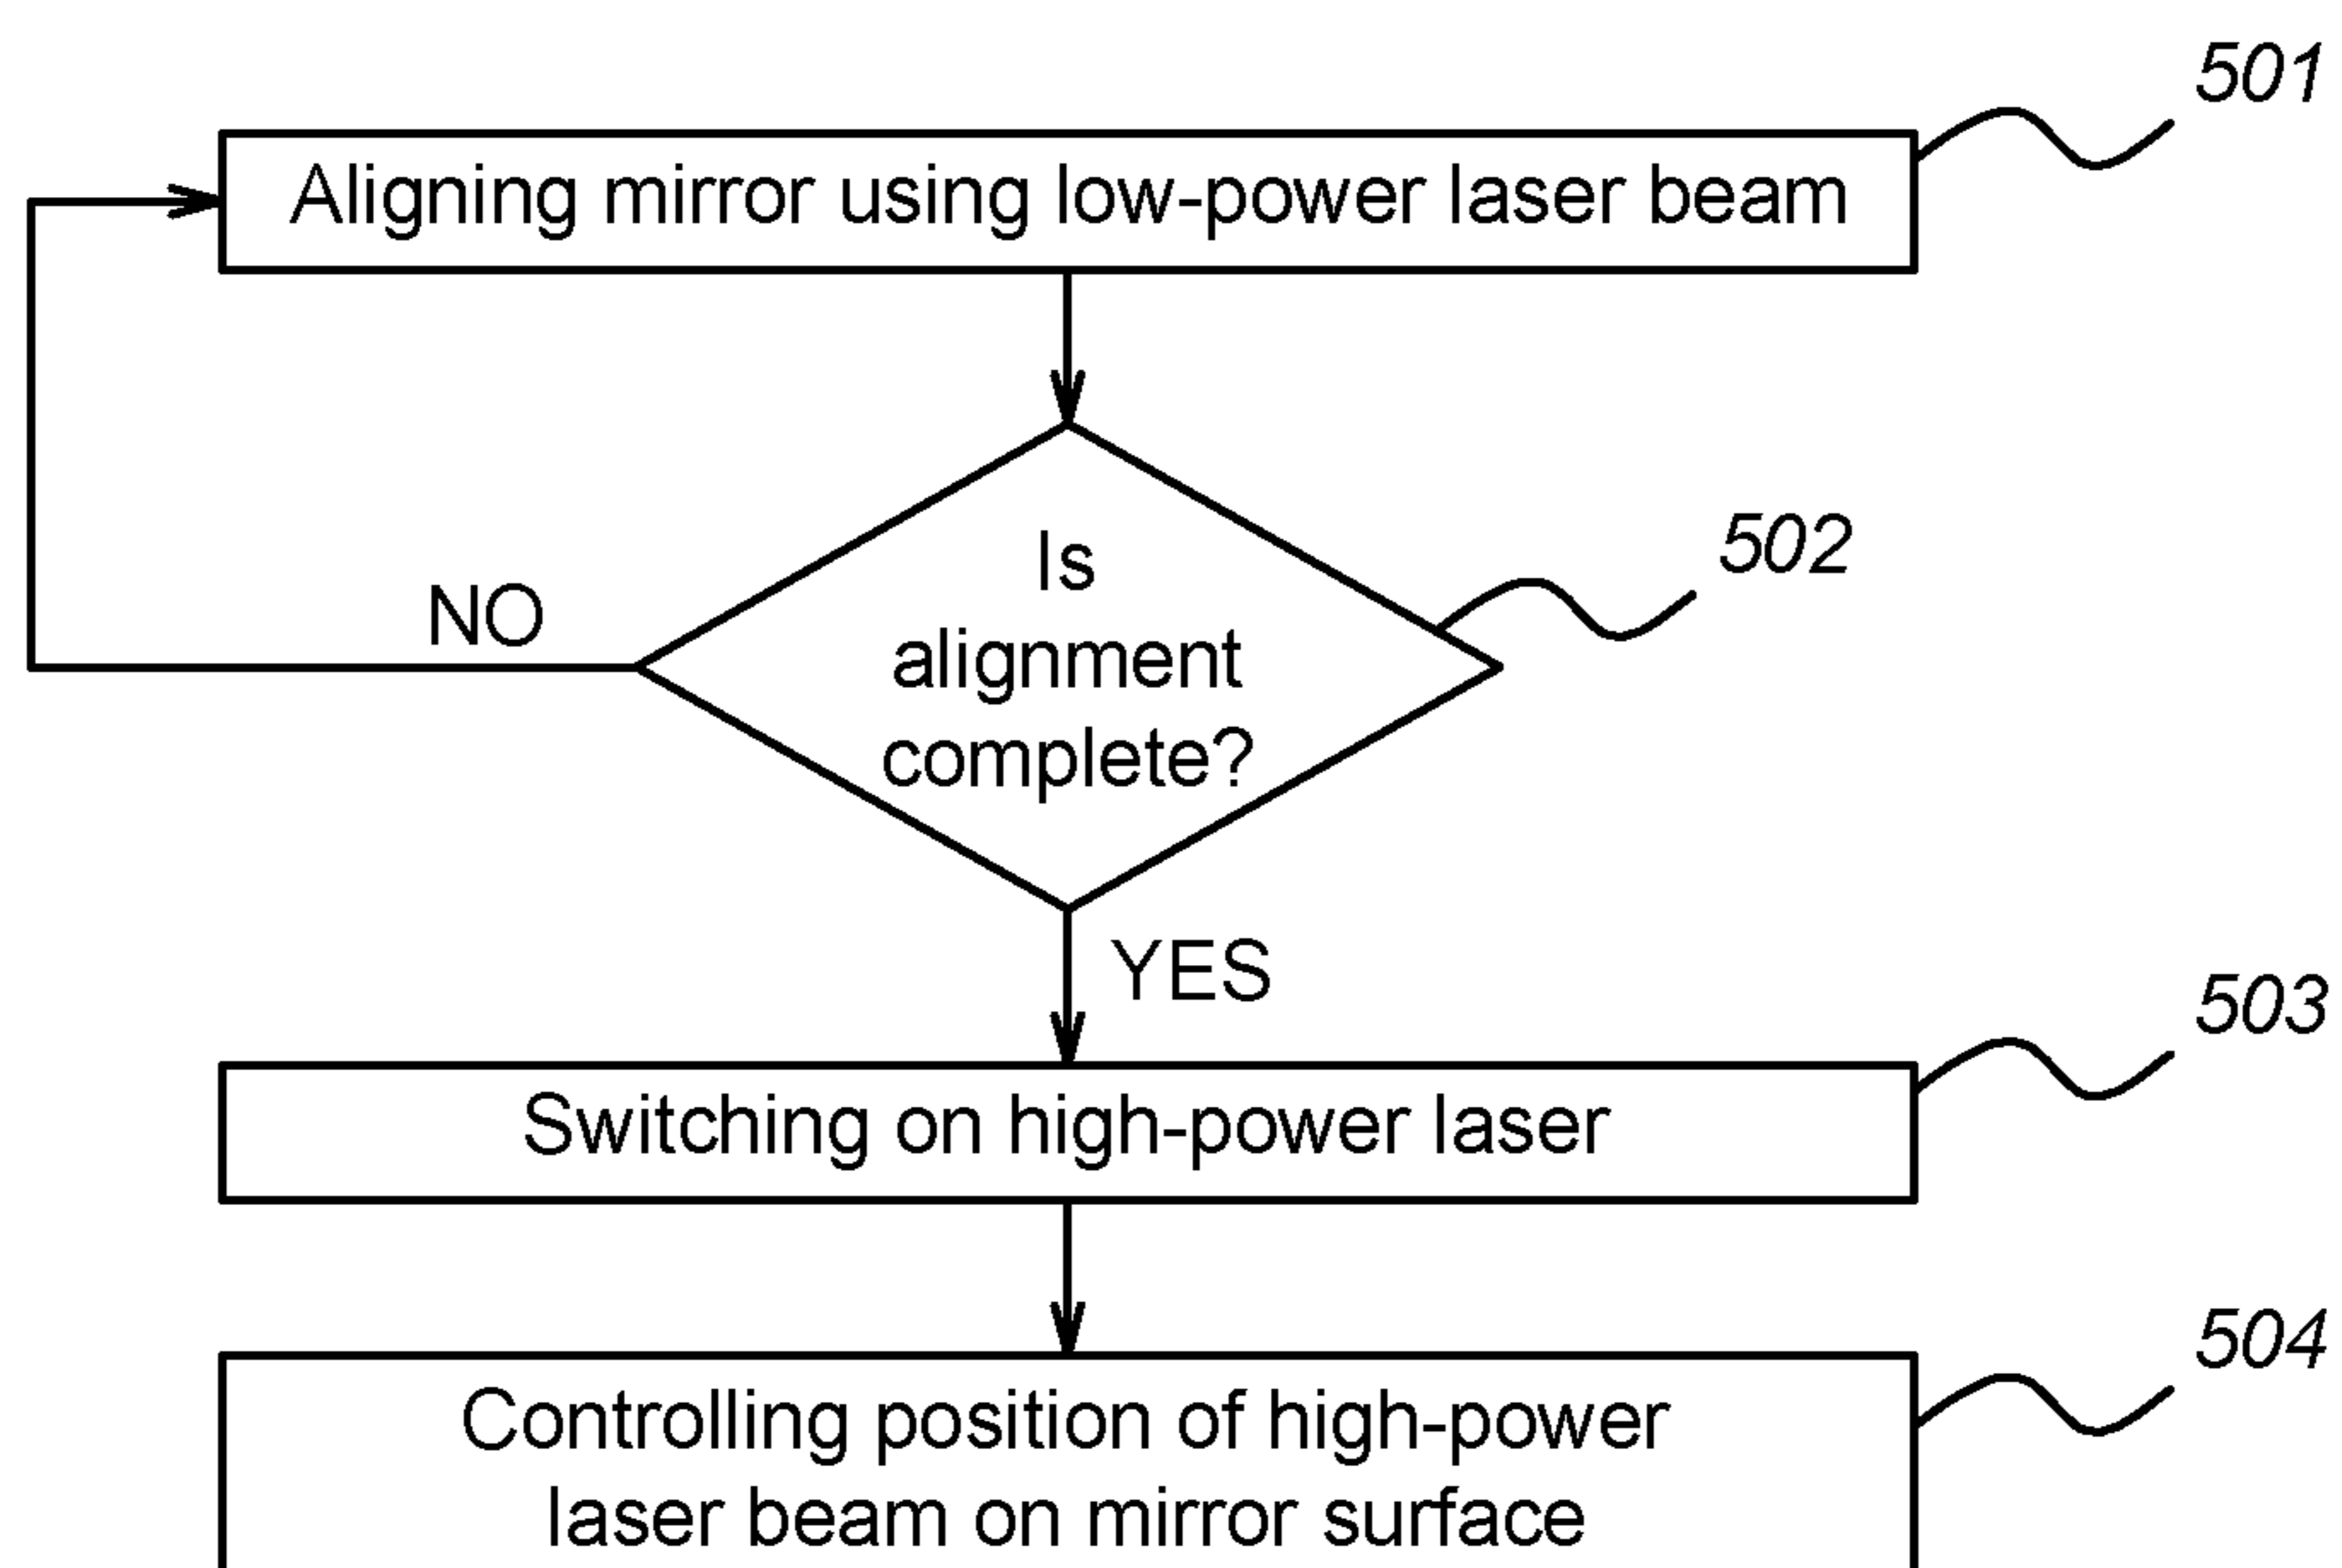 501
Aligning mirror using low-power laser beam
Is
alignment
complete?
502
NO
YES
503
Switching on high-power laser
504
Controlling position of high-power
laser beam on mirror surface